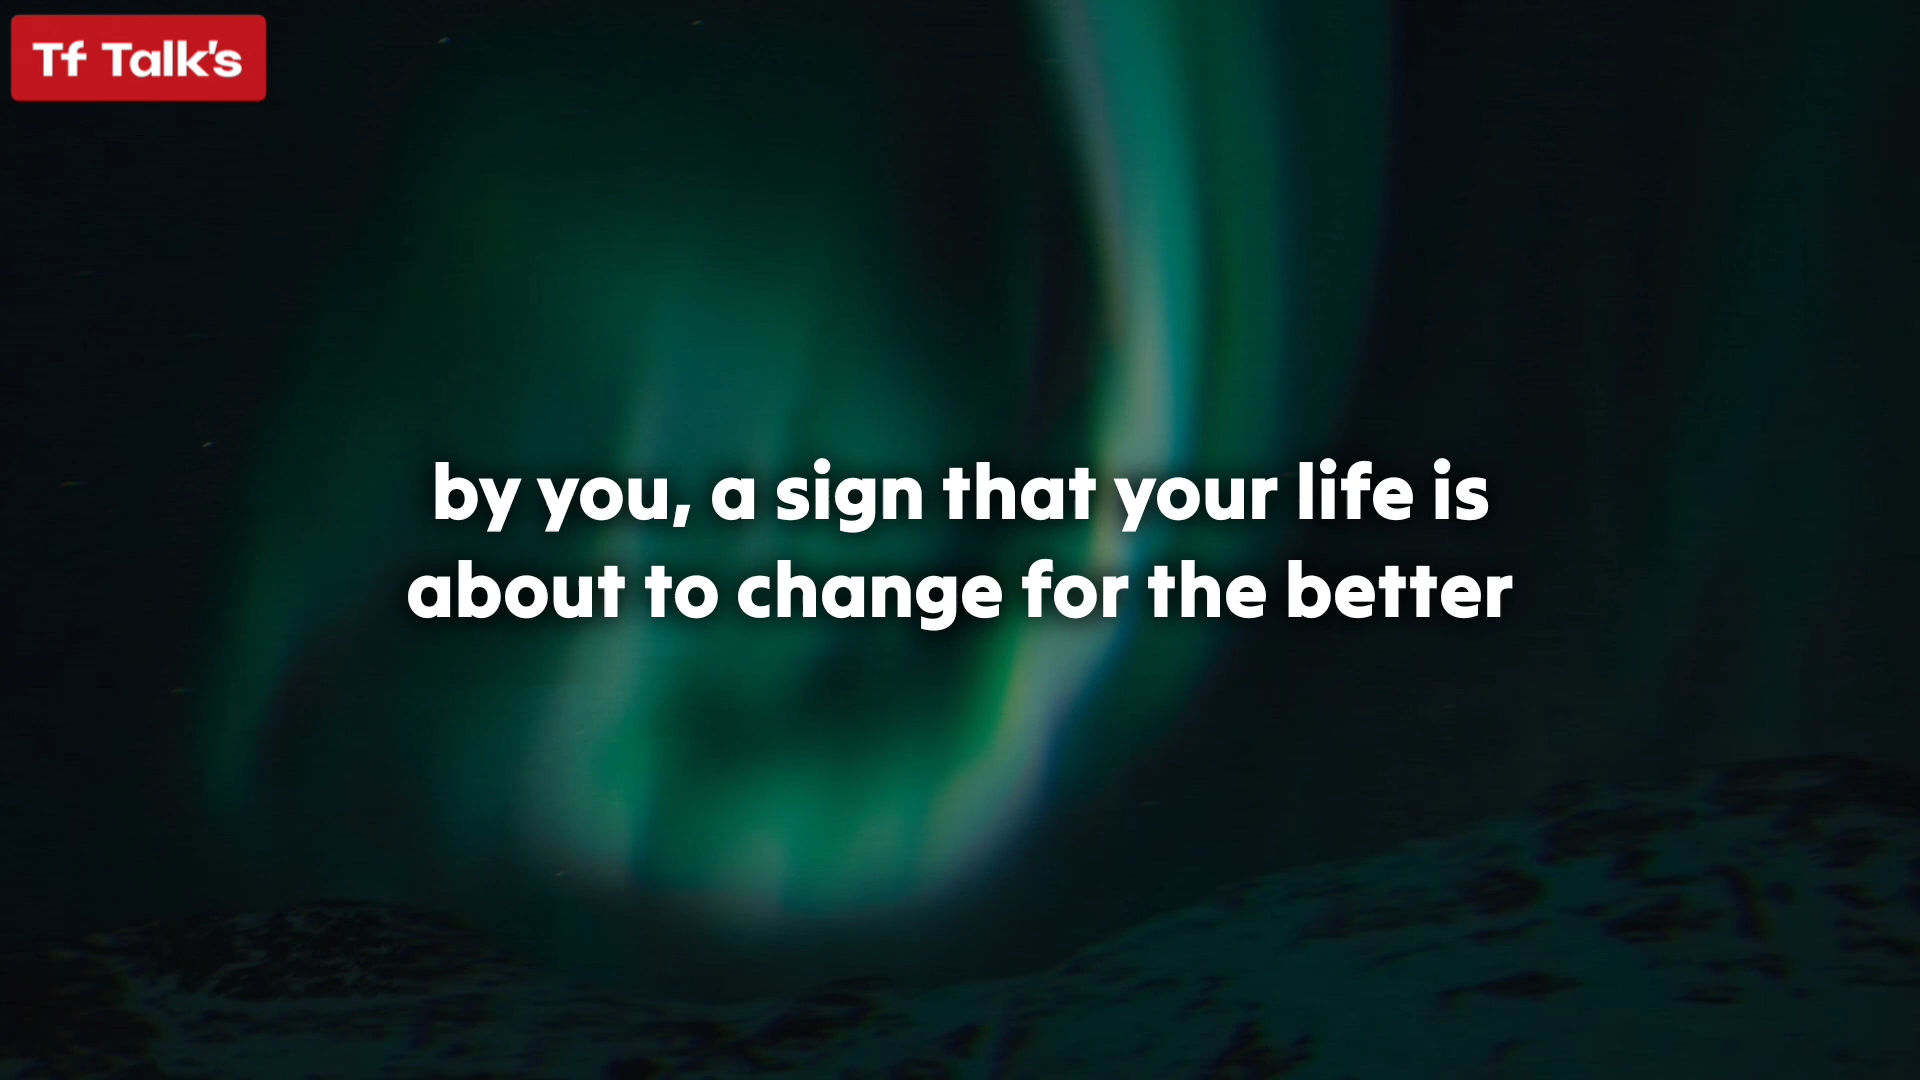 Tf Talk's
by you, a sign that your life is
about to change for the better